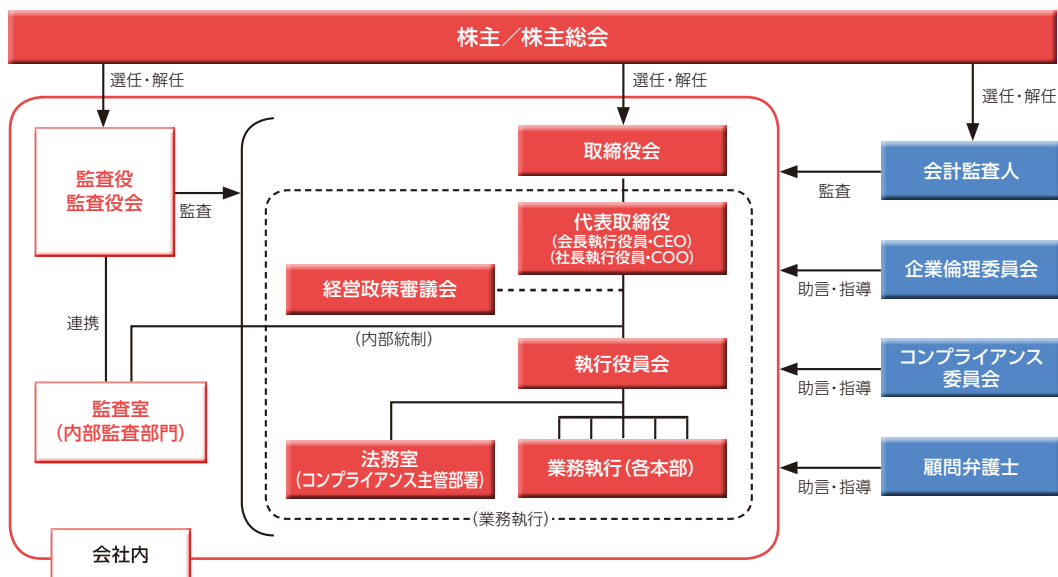 株主／株主総会
選任・解任
選任・解任
選任・解任
監査役
監査役会
監査
取締役会
会計監査人
監査
代表取締役
(会長執行役員・CEO)
(社長執行役員・COO)
企業倫理委員会
助言・指導
経営政策審議会
連携
(内部統制)
執行役員会
コンプライアンス
委員会
助言・指導
監査室
(内部監査部門)
法務室
(コンプライアンス主管部署)
業務執行(各本部)
顧問弁護士
助言・指導
(業務執行)
会社内